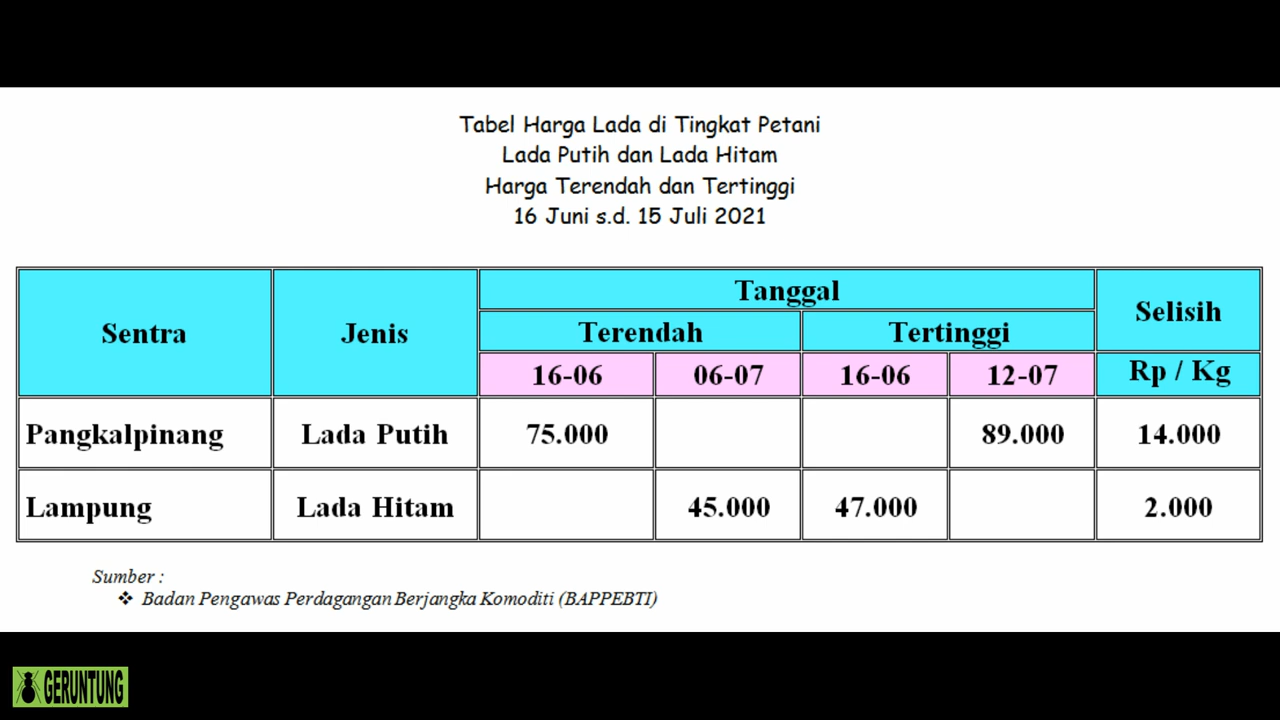 Tabel Harga Lada di Tingkat Petani
Lada Putih dan Lada Hitam
Harga Terendah dan Tertinggi
16 Juni s.d. 15 Juli 2021
Sentra Jenis Tanggal Selisih
Terendah Tertinggi
16-06 06-07 16-06 12-07 Rp / Kg
Pangkalpinang Lada Putih 75.000 89.000 14.000
Lampung Lada Hitam 45.000 47.000 2.000
Sumber :
❖ Badan Pengawas Perdagangan Berjangka Komoditi (BAPPEBTI)
GERUNTUNG